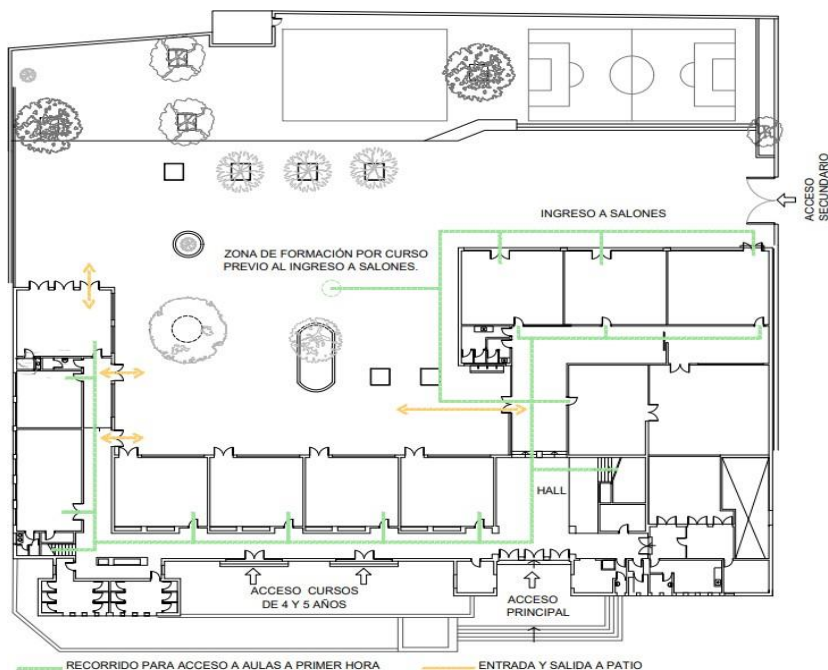 ACCESO
SECUNDARIO
INGRESO A SALONES
ZONA DE FORMACIÓN POR CURSO
PREVIO AL INGRESO A SALONES.
HALL
ACCESO CURSOS
DE 4 Y 5 AÑOS
ACCESO
PRINCIPAL
RECORRIDO PARA ACCESO A AULAS A PRIMER HORA
ENTRADA Y SALIDA A PATIO